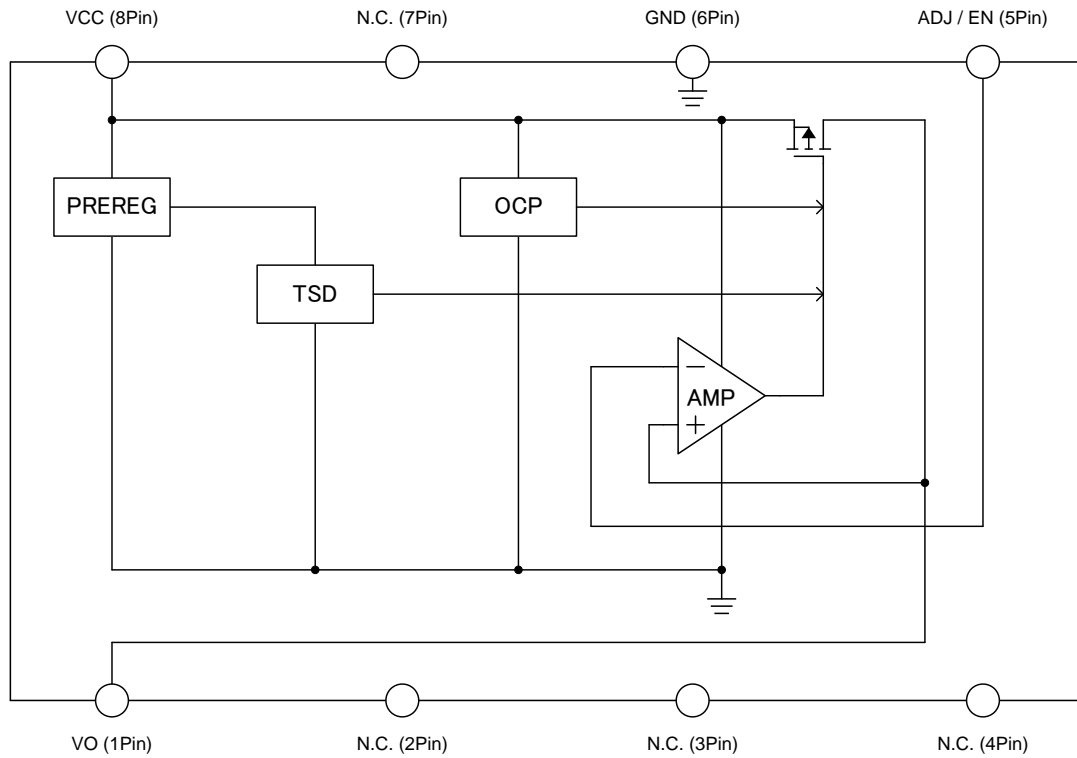 VCC (8Pin)
N.C. (7Pin)
GND (6Pin)
ADJ / EN (5Pin)
PREREG
OCP
TSD
AMP
VO (1Pin)
N.C. (2Pin)
N.C. (3Pin)
N.C. (4Pin)